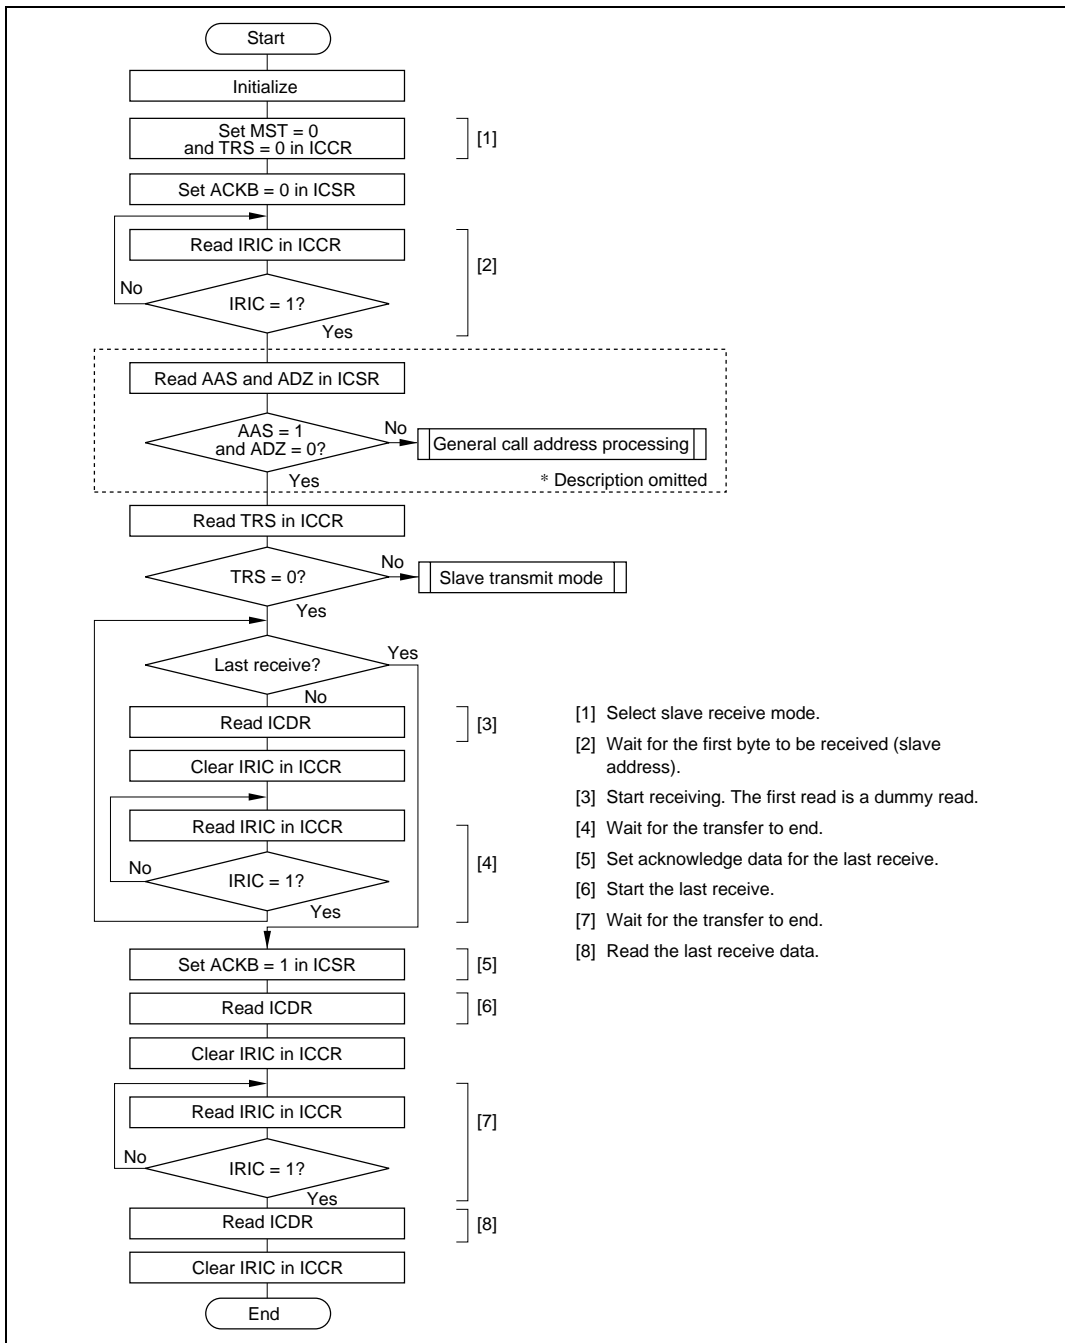 Start
Initialize
Set MST = 0
and TRS = 0 in ICCR
[1]
Set ACKB = 0 in ICSR
Read IRIC in ICCR
[2]
No
IRIC = 1?
Yes
Read AAS and ADZ in ICSR
AAS = 1
and ADZ = 0?
No
General call address processing
Yes
* Description omitted
Read TRS in ICCR
TRS = 0?
No
Slave transmit mode
Yes
Last receive?
Yes
No
Read ICDR
[3]
Clear IRIC in ICCR
Read IRIC in ICCR
[4]
No
IRIC = 1?
Yes
Set ACKB = 1 in ICSR
[5]
Read ICDR
[6]
Clear IRIC in ICCR
Read IRIC in ICCR
[7]
No
IRIC = 1?
Yes
Read ICDR
[8]
Clear IRIC in ICCR
End
[1] Select slave receive mode.
[2] Wait for the first byte to be received (slave
address).
[3] Start receiving. The first read is a dummy read.
[4] Wait for the transfer to end.
[5] Set acknowledge data for the last receive.
[6] Start the last receive.
[7] Wait for the transfer to end.
[8] Read the last receive data.